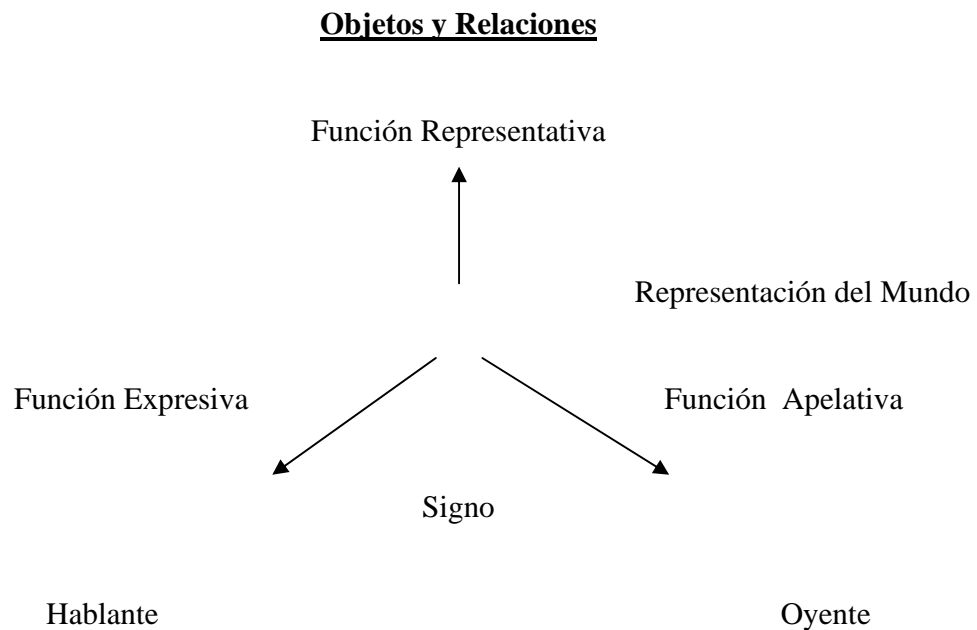 Objetos y Relaciones
Función Representativa
Representación del Mundo
Función Expresiva
Función Apelativa
Signo
Hablante
Oyente